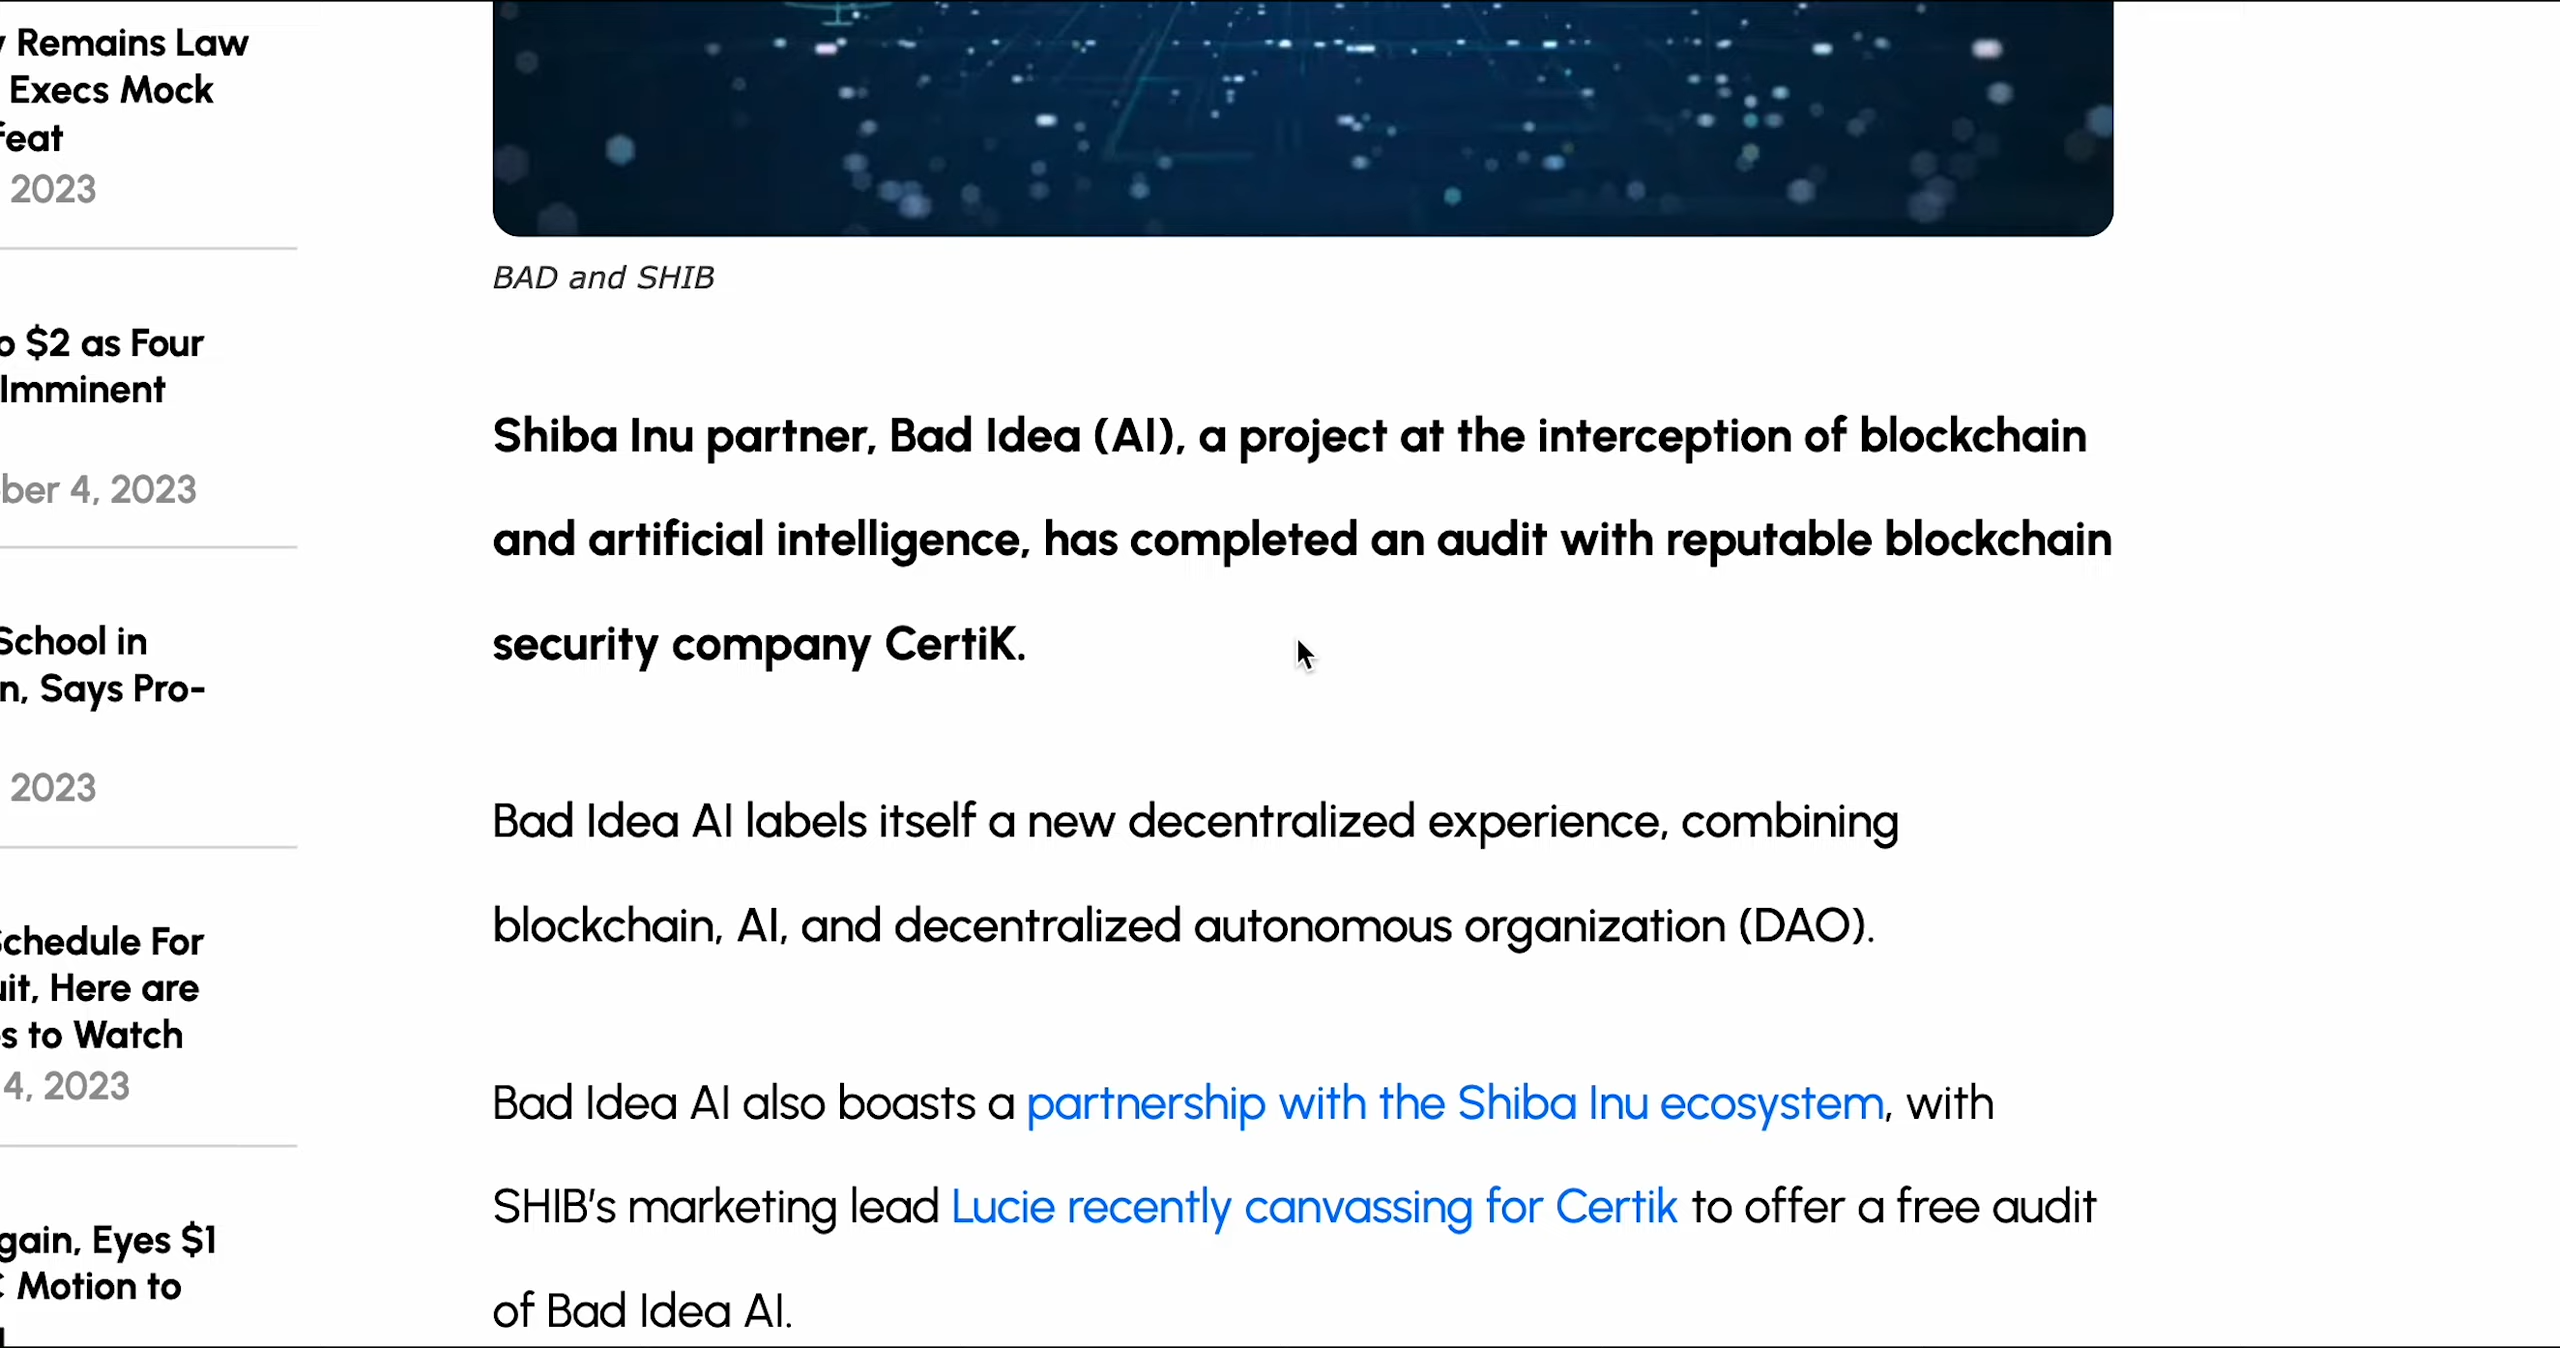 Remains Law
Execs Mock
feat
2023
$2 as Four
Imminent
ber 4, 2023
School in
n, Says Pro-
2023
Schedule For
uit, Here are
s to Watch
4, 2023
gain, Eyes $1
Motion to
BAD and SHIB
Shiba Inu partner, Bad Idea (AI), a project at the interception of blockchain
and artificial intelligence, has completed an audit with reputable blockchain
security company CertiK.
Bad Idea AI labels itself a new decentralized experience, combining
blockchain, AI, and decentralized autonomous organization (DAO).
Bad Idea AI also boasts a partnership with the Shiba Inu ecosystem, with
SHIB's marketing lead Lucie recently canvassing for Certik to offer a free audit
of Bad Idea AI.